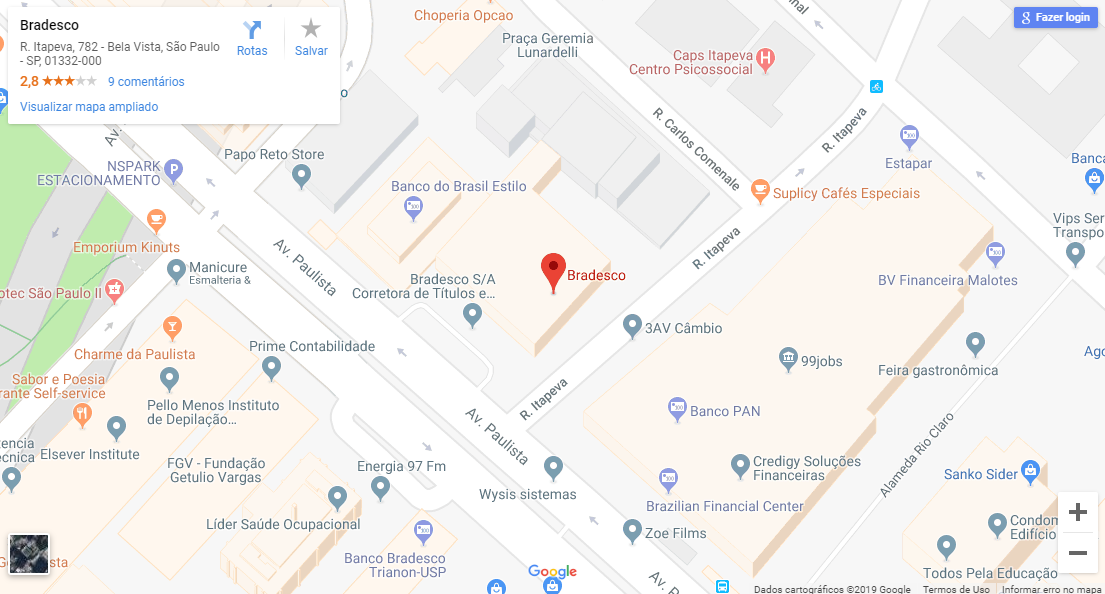 Bradesco
R. Itapeva, 782 - Bela Vista, São Paulo
- SP, 01332-000
2,8
9 comentários
Visualizar mapa ampliado
Rotas
Salvar
Fazer login
Choperia Opcao
Praça Geremia
Lunardelli
Caps Itapeva
Centro Psicossocial
H
R. Carlos Comenale
R. Itapeva
Estapar
Papo Reto Store
NSPARK
ESTACIONAMENTO
P
Av.
Banco do Brasil Estilo
Suplicy Cafés Especiais
Vips Ser
Transpo
Emporium Kinuts
Av. Paulista
R. Itapeva
Manicure
Esmalteria &
Bradesco S/A
Corretora de Títulos e...
Bradesco
BV Financeira Malotes
otec São Paulo II
3AV Câmbio
Charme da Paulista
Prime Contabilidade
99jobs
Feira gastronômica
Ago
Sabor e Poesia
rante Self-service
Pello Menos Instituto
de Depilação...
R. Itapeva
Banco PAN
Av. Paulista
Alameda Rio Claro
Elsever Institute
FGV - Fundação
Getulio Vargas
Energia 97 Fm
Wysis sistemas
Credigy Soluções
Financeiras
Sanko Sider
Brazilian Financial Center
Líder Saúde Ocupacional
Zoe Films
Condom
Edifício
Banco Bradesco
Trianon-USP
Todos Pela Educação
Av. P
Google
Dados cartográficos ©2019 Google
Termos de Uso
Informar erro no mapa